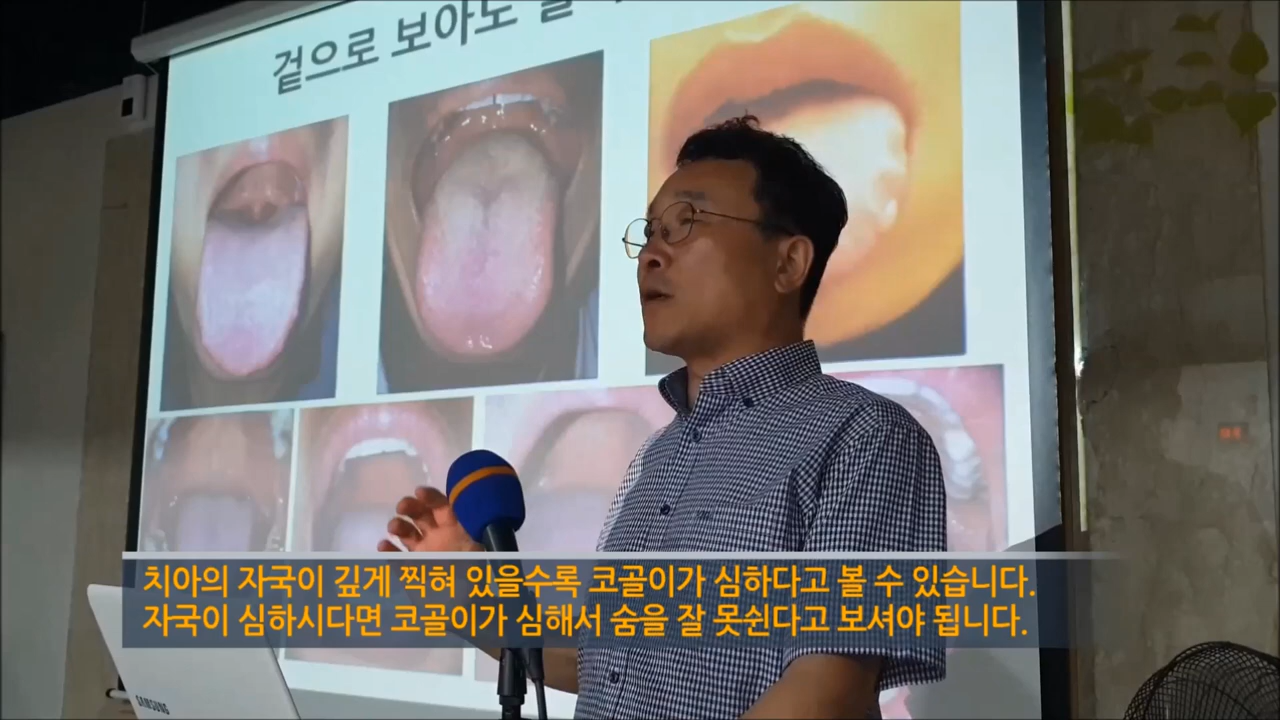 겉으로 보아도
치아의 자국이 깊게 찍혀 있을수록 코골이가 심하다고 볼 수 있습니다.
자국이 심하시다면 코골이가 심해서 숨을 잘 못쉰다고 보셔야 됩니다.
SAMSUNG